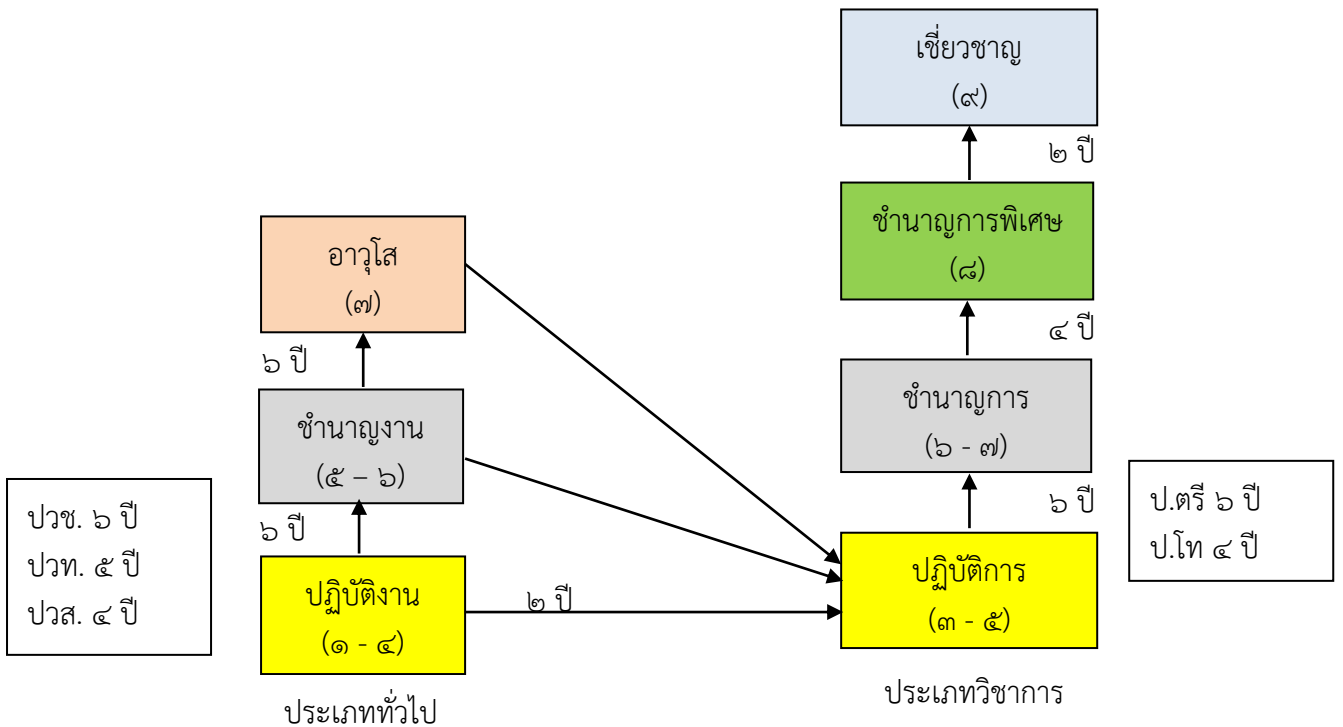 เชี่ยวชาญ
(๙)
๒ ปี
ชำนาญการพิเศษ
(๘)
๔ ปี
อาวุโส
(๗)
๖ ปี
ชำนาญการ
(๖ - ๗)
๖ ปี
ชำนาญงาน
(๕ – ๖)
๖ ปี
ปวช. ๖ ปี
ปวท. ๕ ปี
ปวส. ๔ ปี
ป.ตรี ๖ ปี
ป.โท ๔ ปี
ปฏิบัติงาน
(๑ - ๔)
๒ ปี
ปฏิบัติการ
(๓ - ๕)
ประเภททั่วไป
ประเภทวิชาการ